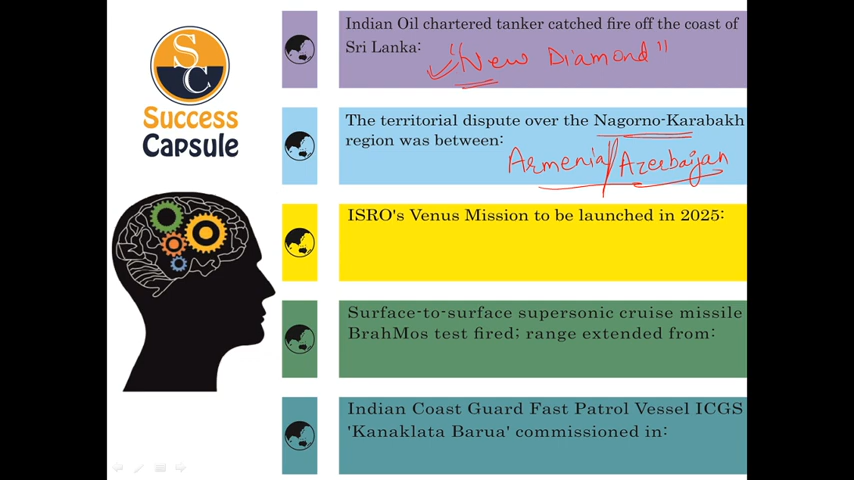 SC
Success
Capsule
Indian Oil chartered tanker catched fire off the coast of
Sri Lanka:
"New Diamond"
The territorial dispute over the Nagorno-Karabakh
region was between:
Armenia/Azerbaijan
ISRO's Venus Mission to be launched in 2025:
Surface-to-surface supersonic cruise missile
BrahMos test fired; range extended from:
Indian Coast Guard Fast Patrol Vessel ICGS
'Kanaklata Barua' commissioned in: